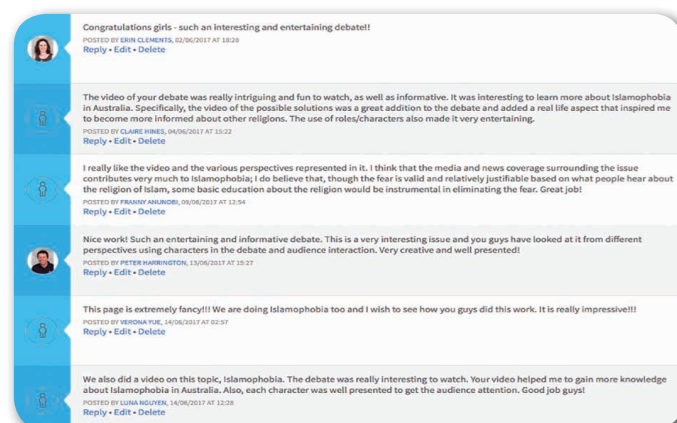 Congratulations girls - such an interesting and entertaining debate!!
POSTED BY ERIN CLEMENTS, 02/06/2017 AT 18:28
Reply • Edit • Delete
The video of your debate was really intriguing and fun to watch, as well as informative. It was interesting to learn more about Islamophobia
in Australia. Specifically, the video of the possible solutions was a great addition to the debate and added a real life aspect that inspired me
to become more informed about other religions. The use of roles/characters also made it very entertaining.
POSTED BY CLAIRE HINES, 04/06/2017 AT 15:22
Reply • Edit • Delete
I really like the video and the various perspectives represented in it. I think that the media and news coverage surrounding the issue
contributes very much to Islamophobia; I do believe that, though the fear is valid and relatively justifiable based on what people hear about
the religion of Islam, some basic education about the religion would be instrumental in eliminating the fear. Great job!
POSTED BY FRANNY ANUNOBI, 09/06/2017 AT 12:54
Reply • Edit • Delete
Nice work! Such an entertaining and informative debate. This is a very interesting issue and you guys have looked at it from different
perspectives using characters in the debate and audience interaction. Very creative and well presented!
POSTED BY PETER HARRINGTON, 13/06/2017 AT 15:27
Reply • Edit • Delete
This page is extremely fancy!!! We are doing Islamophobia too and I wish to see how you guys did this work. It is really impressive!!!
POSTED BY VERONA YUE, 14/06/2017 AT 02:57
Reply • Edit • Delete
We also did a video on this topic, Islamophobia. The debate was really interesting to watch. Your video helped me to gain more knowledge
about Islamophobia in Australia. Also, each character was well presented to get the audience attention. Good job guys!
POSTED BY LUNA NGUYEN, 14/06/2017 AT 12:28
Reply • Edit • Delete